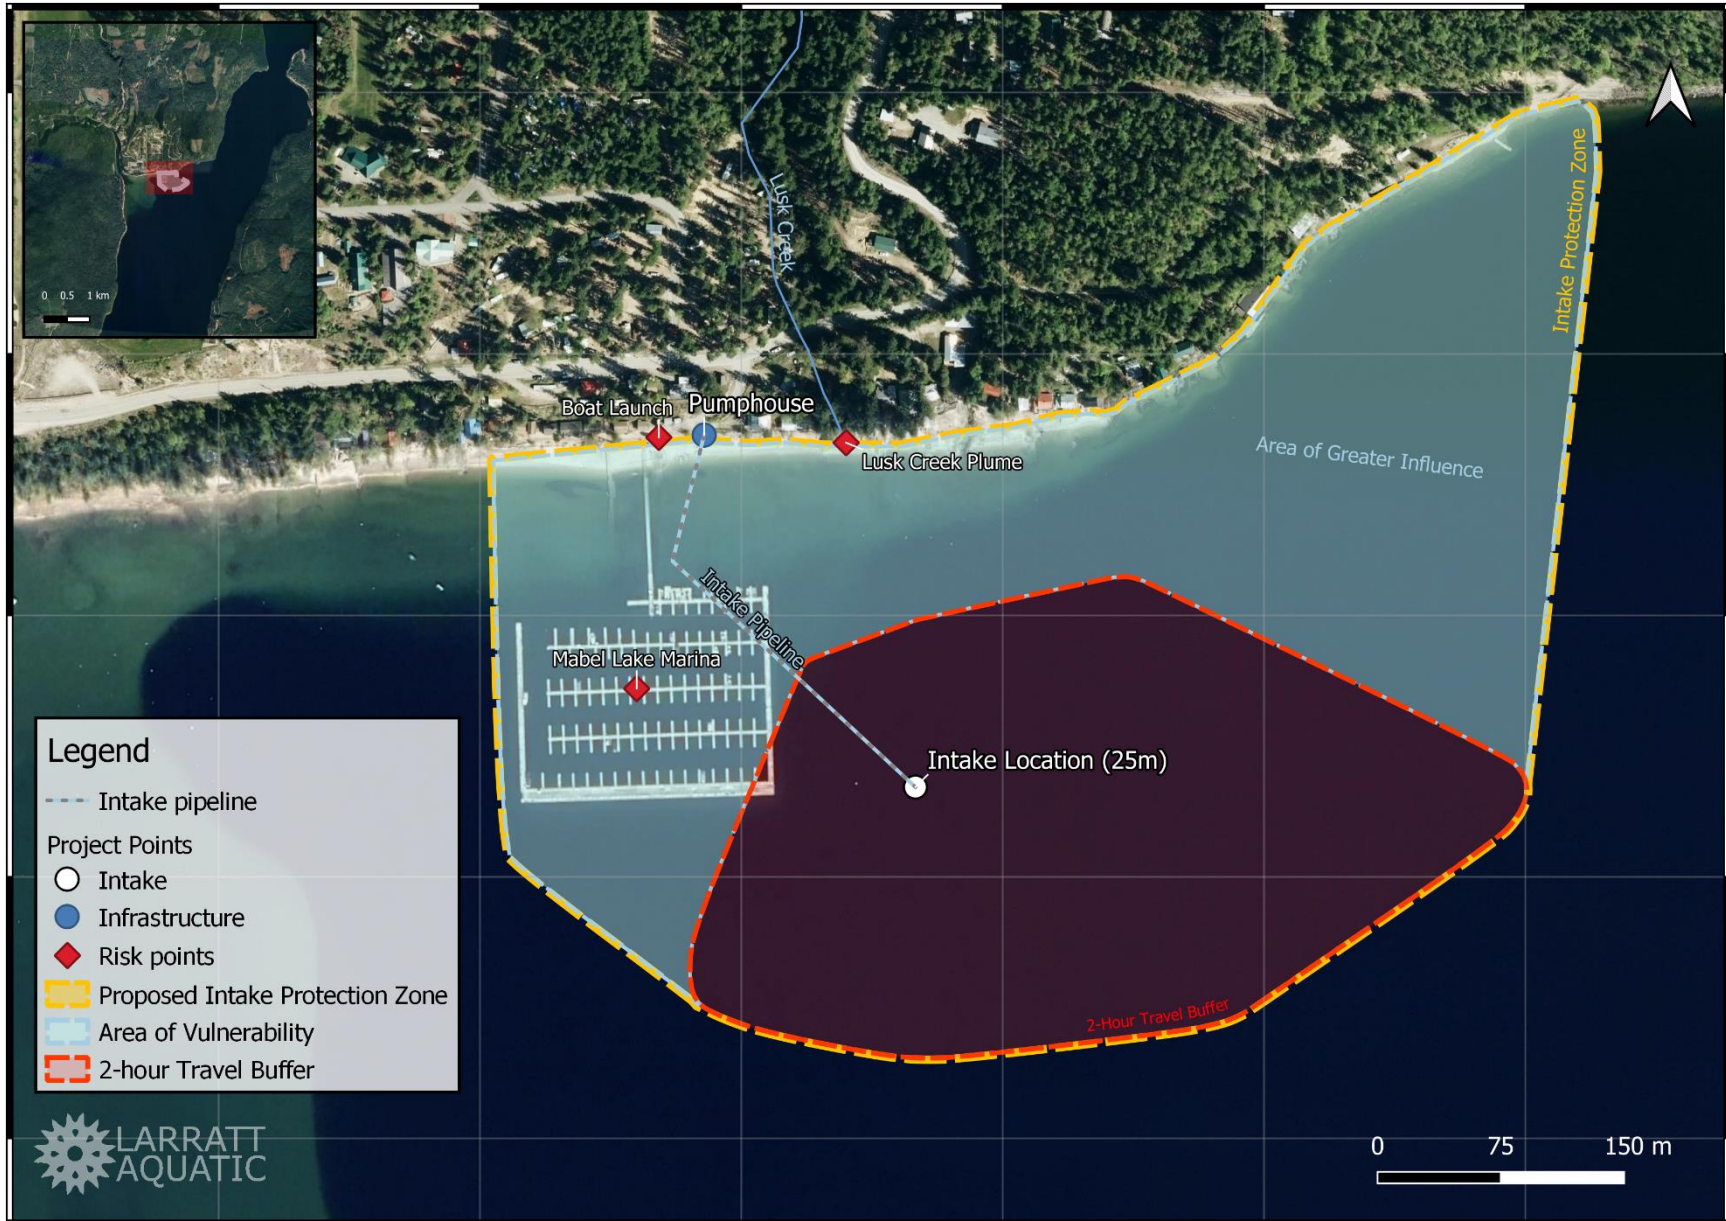 0 0.5 1 km
Lusk Creek
Intake Protection Zone
Boat Launch
Pumphouse
Lusk Creek Plume
Area of Greater Influence
Intake Pipeline
Mabel Lake Marina
Intake Location (25m)
2-Hour Travel Buffer
Legend
Intake pipeline
Project Points
Intake
Infrastructure
Risk points
Proposed Intake Protection Zone
Area of Vulnerability
2-hour Travel Buffer
LARRATT
AQUATIC
0 75 150 m